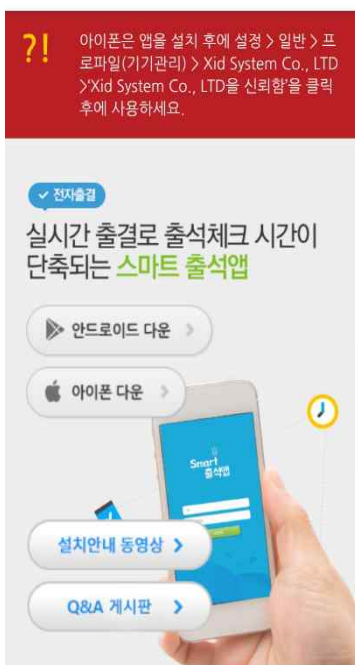 ?!
아이폰은 앱을 설치 후에 설정 > 일반 > 프
로파일(기기관리) > Xid System Co., LTD
>'Xid System Co., LTD을 신뢰함'을 클릭
후에 사용하세요.
전자출결
실시간 출결로 출석체크 시간이
단축되는 스마트 출석앱
안드로이드 다운 >
아이폰 다운 >
Smart
출석앱
설치안내 동영상 >
Q&A 게시판 >